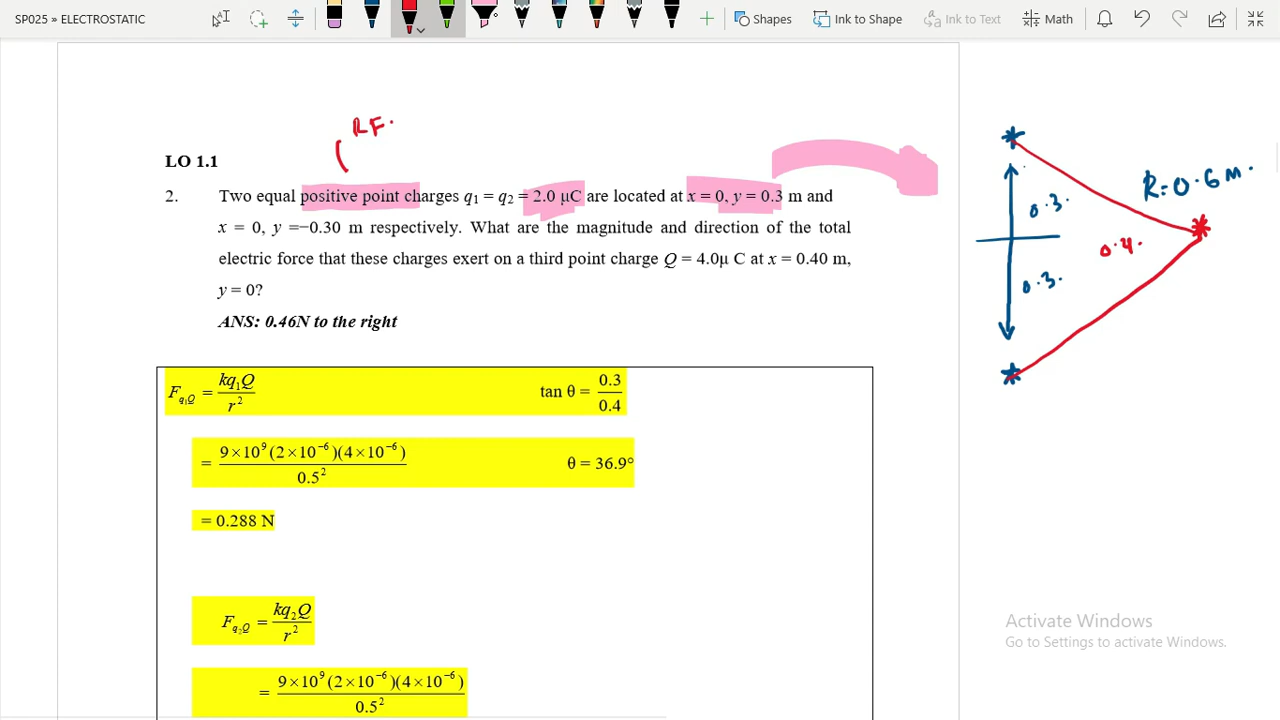 SP025 » ELECTROSTATIC
Shapes Ink to Shape Ink to Text Math
RF.
LO 1.1
2. Two equal positive point charges q₁ = q₂ = 2.0 μC are located at x = 0, y = 0.3 m and
x = 0, y =−0.30 m respectively. What are the magnitude and direction of the total
electric force that these charges exert on a third point charge Q = 4.0μ C at x = 0.40 m,
y = 0?
ANS: 0.46N to the right
F_{q₁Q} = kq₁Q / r²
tan θ = 0.3 / 0.4
= 9×10⁹(2×10⁻⁶)(4×10⁻⁶) / 0.5²
θ = 36.9°
= 0.288 N
F_{q₂Q} = kq₂Q / r²
= 9×10⁹(2×10⁻⁶)(4×10⁻⁶) / 0.5²
R=0.6m.
0.3.
0.4.
0.3.
Activate Windows
Go to Settings to activate Windows.